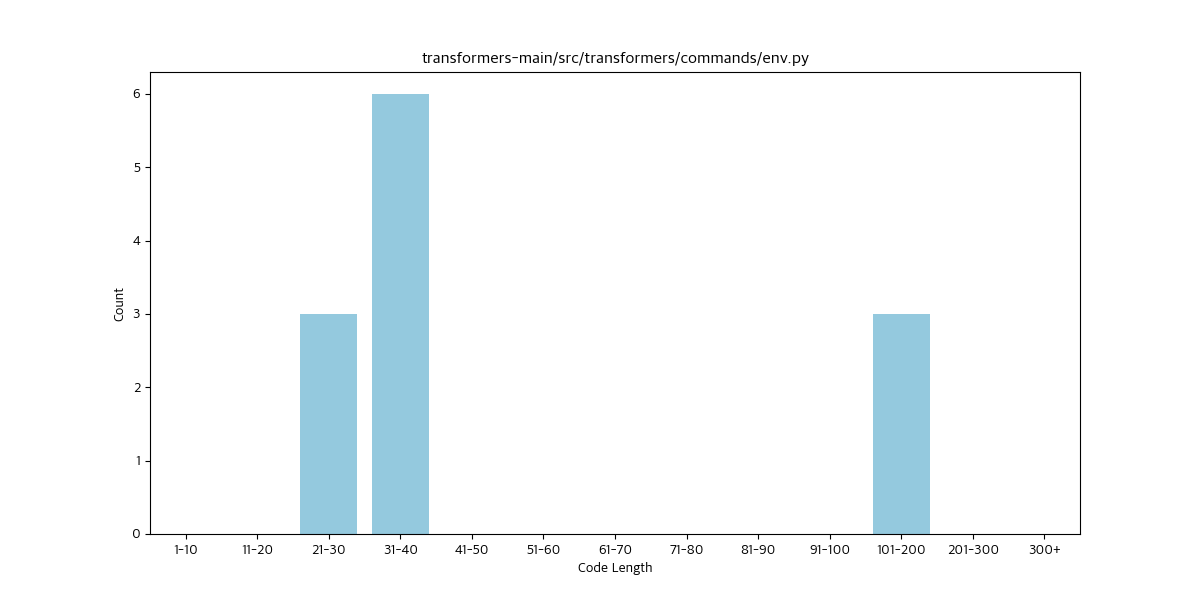 transformers-main/src/transformers/commands/env.py
6
5
4
3
2
1
0
Count
1-10 11-20 21-30 31-40 41-50 51-60 61-70 71-80 81-90 91-100 101-200 201-300 300+
Code Length